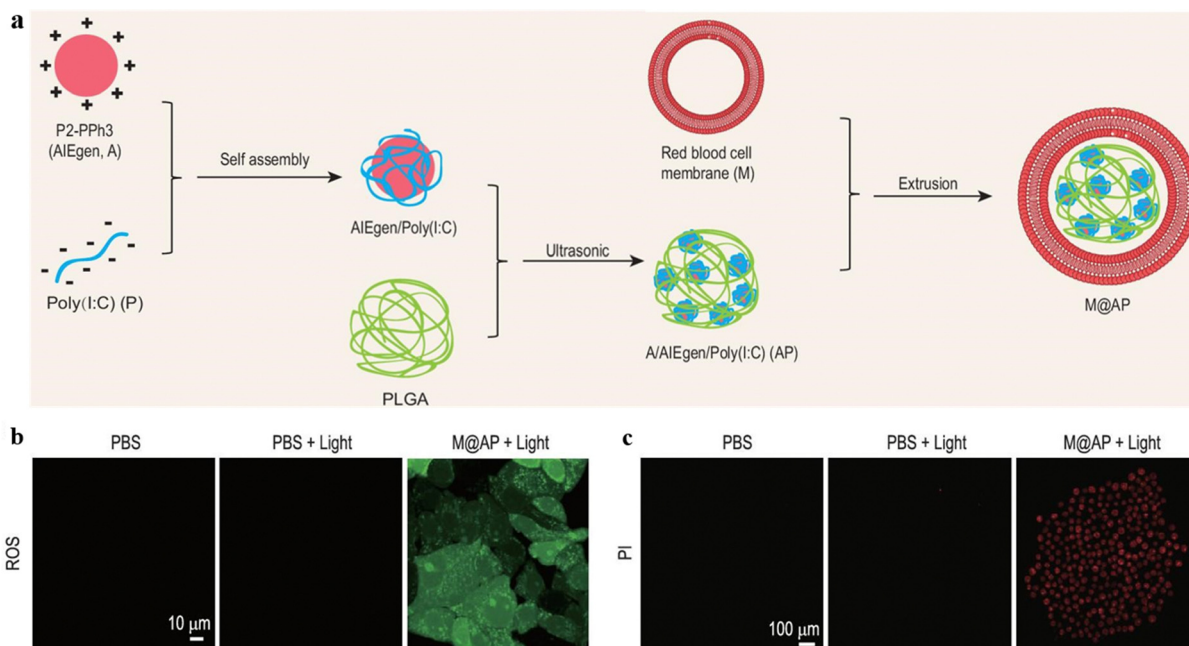 a
P2-PPh3
(AIEgen, A)
Poly(I:C) (P)
Self assembly
AIEgen/Poly(I:C)
PLGA
Ultrasonic
Red blood cell
membrane (M)
A/AIEgen/Poly(I:C) (AP)
Extrusion
M@AP
b
PBS
PBS + Light
M@AP + Light
ROS
10 μm
c
PBS
PBS + Light
M@AP + Light
PI
100 μm